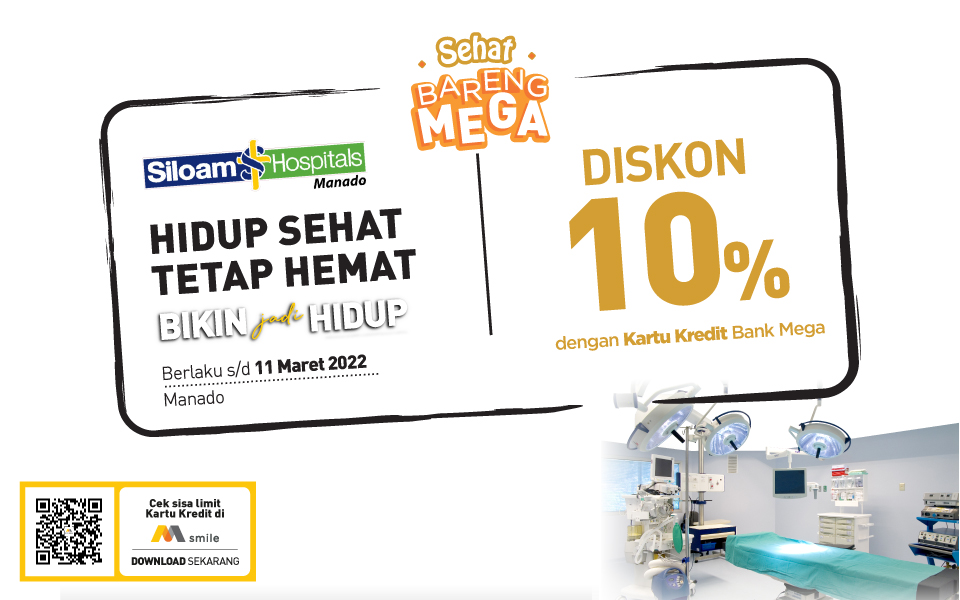 Sehat
BARENG
MEGA
Siloam Hospitals
Manado
HIDUP SEHAT
TETAP HEMAT
BIKIN jadi HIDUP
Berlaku s/d 11 Maret 2022
Manado
DISKON
10%
dengan Kartu Kredit Bank Mega
Cek sisa limit
Kartu Kredit di
smile
DOWNLOAD SEKARANG